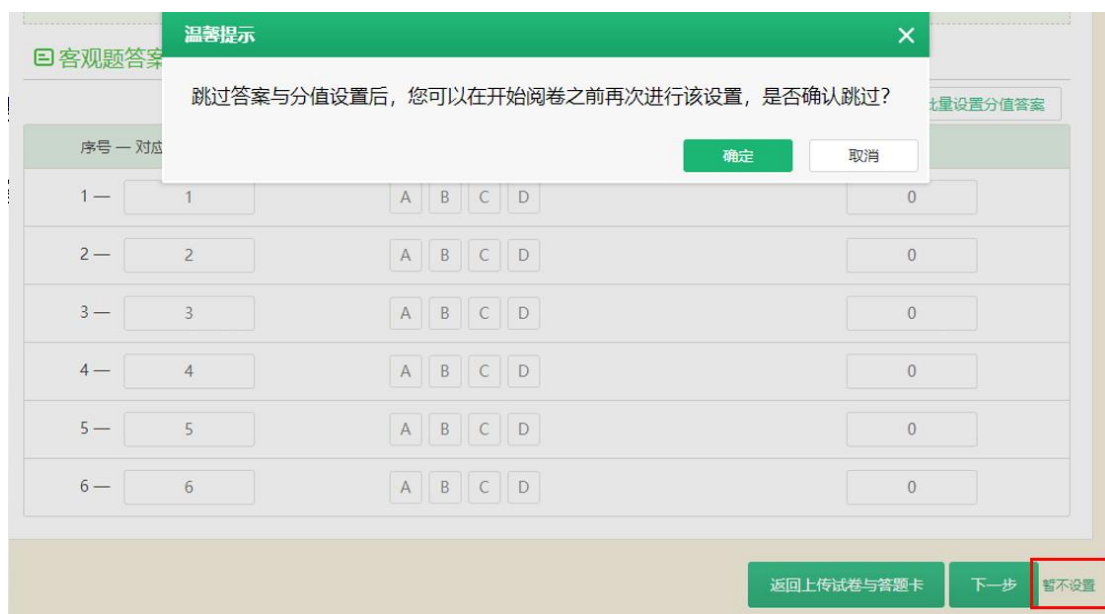 温馨提示
客观题答案
跳过答案与分值设置后，您可以在开始阅卷之前再次进行该设置，是否确认跳过？
批量设置分值答案
确定 取消
序号 — 对应
1 — 1 A B C D 0
2 — 2 A B C D 0
3 — 3 A B C D 0
4 — 4 A B C D 0
5 — 5 A B C D 0
6 — 6 A B C D 0
返回上传试卷与答题卡 下一步 暂不设置